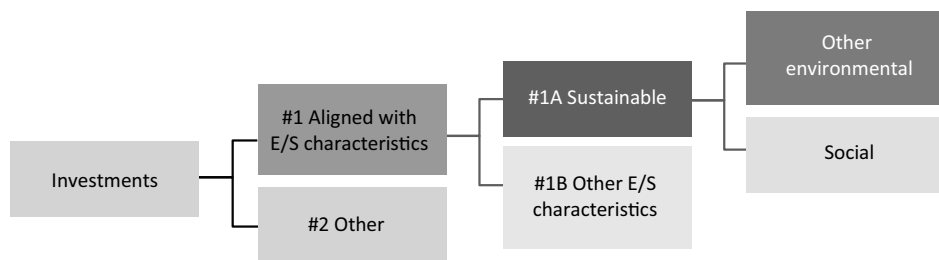 Investments
#1 Aligned with
E/S characteristics
#2 Other
#1A Sustainable
#1B Other E/S
characteristics
Other
environmental
Social